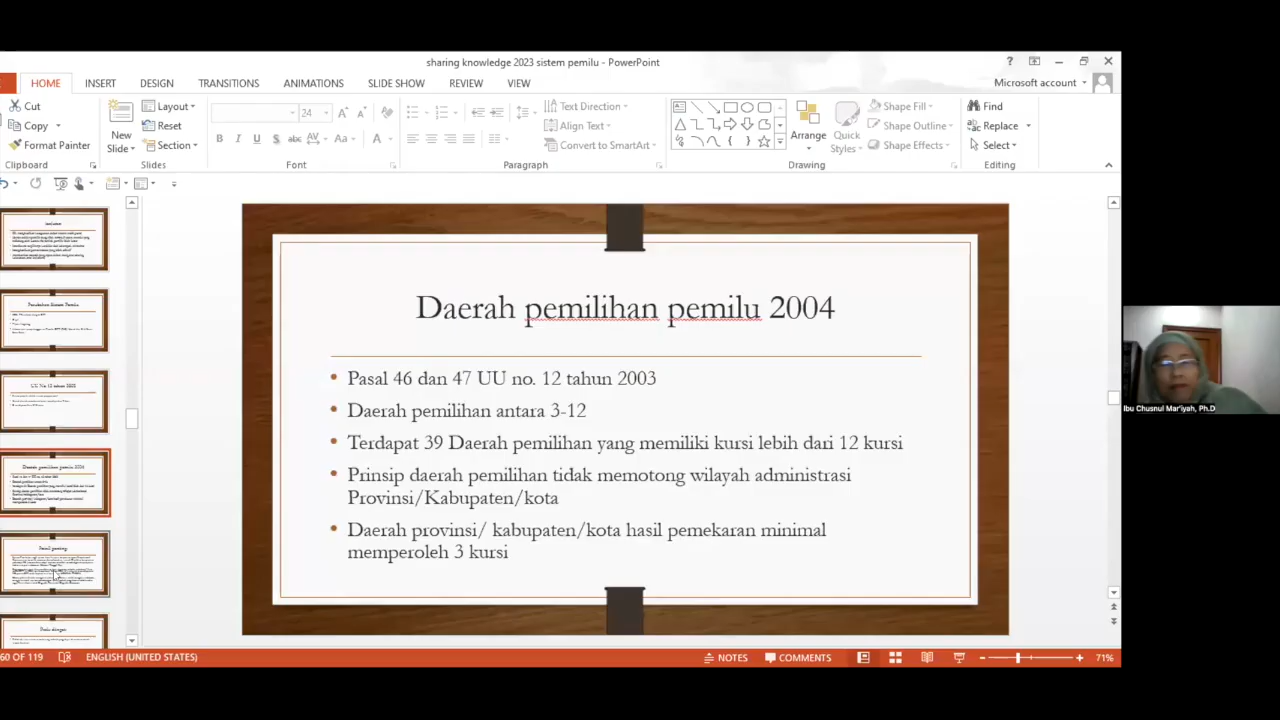 sharing knowledge 2023 sistem pemilu - PowerPoint
HOME INSERT DESIGN TRANSITIONS ANIMATIONS SLIDE SHOW REVIEW VIEW
Microsoft account
Cut
Copy
Format Painter
Clipboard
New
Slide
Layout
Reset
Section
Slides
24
Font
Paragraph
Text Direction
Align Text
Convert to SmartArt
Arrange
Quick
Styles
Shape Fill
Shape Outline
Shape Effects
Drawing
Find
Replace
Select
Editing
Daerah pemilihan pemilu 2004
Pasal 46 dan 47 UU no. 12 tahun 2003
Daerah pemilihan antara 3-12
Terdapat 39 Daerah pemilihan yang memiliki kursi lebih dari 12 kursi
Prinsip daerah pemilihan tidak memotong wilayah administrasi
Provinsi/Kabupaten/kota
Daerah provinsi/ kabupaten/kota hasil pemekaran minimal
memperoleh 3 kursi
Ibu Chusnul Mar'iyah, Ph.D
60 OF 119
ENGLISH (UNITED STATES)
NOTES
COMMENTS
71%